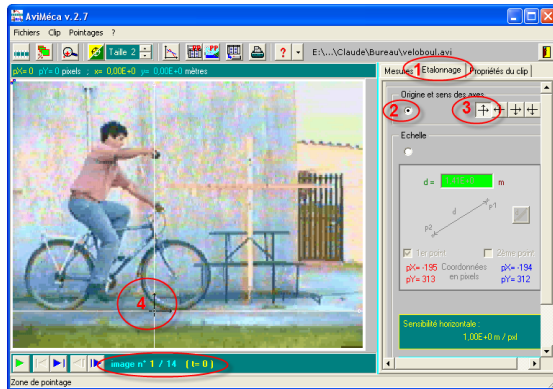 AviMéca v.2.7
Fichiers Clip Pointages ?
Taille 2 ? E:\...\Claude\Bureau\veloboul.avi
pX= 0 pY= 0 pixels ; x= 0,00E+0 y= 0,00E+0 mètres
Mesures 1 Etalonnage Propriétés du clip
Origine et sens des axes
2 3
Echelle
d = m
d p1
p2
1er point 2ème point
pX= -195 Coordonnées pX= -194
pY= 313 en pixels pY= 312
4
Sensibilité horizontale :
1,00E+0 m / pxl
image n° 1 / 14 ( t= 0 )
Zone de pointage